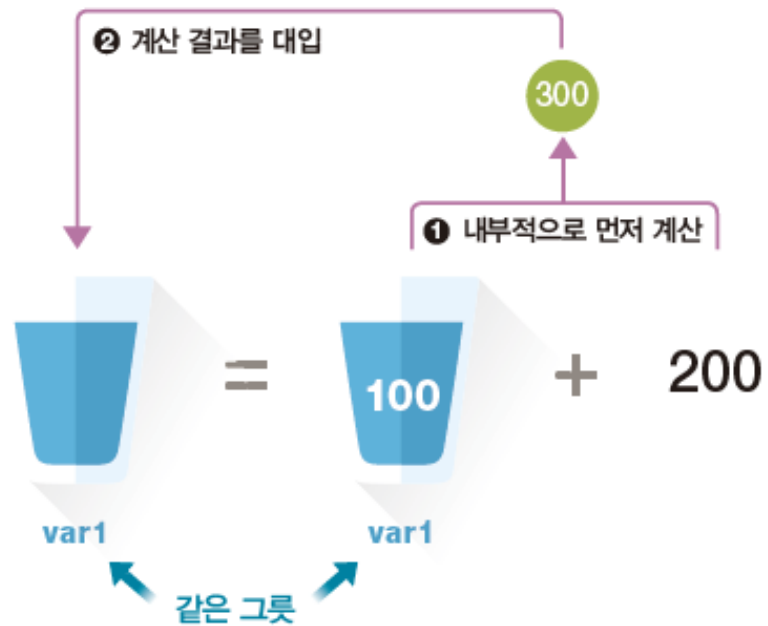 ❷ 계산 결과를 대입
300
❶ 내부적으로 먼저 계산
= 100 + 200
var1 var1
같은 그릇